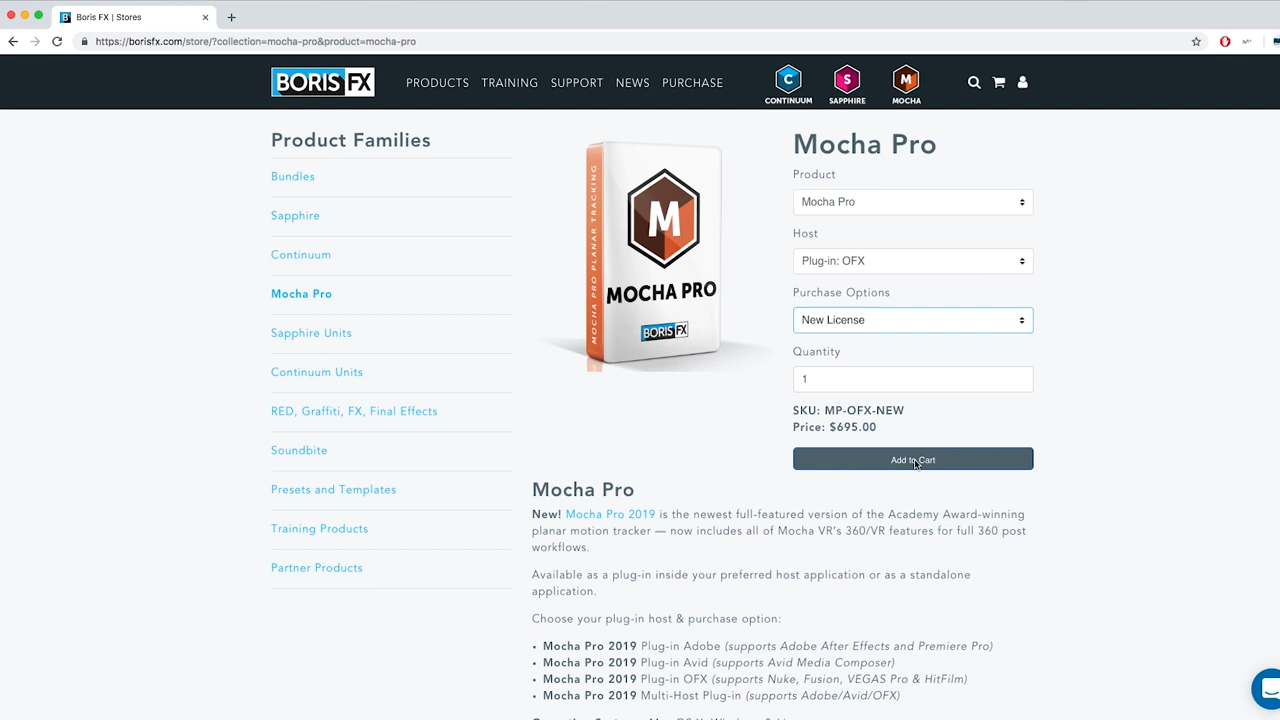 Boris FX | Stores
https://borisfx.com/store/?collection=mocha-pro&product=mocha-pro
BORIS FX
PRODUCTS TRAINING SUPPORT NEWS PURCHASE
C CONTINUUM
S SAPPHIRE
M MOCHA
Product Families
Bundles
Sapphire
Continuum
Mocha Pro
Sapphire Units
Continuum Units
RED, Graffiti, FX, Final Effects
Soundbite
Presets and Templates
Training Products
Partner Products
MOCHA PRO PLANAR TRACKING
M
MOCHA PRO
BORIS FX
Mocha Pro
Product
Mocha Pro
Host
Plug-in: OFX
Purchase Options
New License
Quantity
1
SKU: MP-OFX-NEW
Price: $695.00
Add to Cart
Mocha Pro
New! Mocha Pro 2019 is the newest full-featured version of the Academy Award-winning
planar motion tracker — now includes all of Mocha VR's 360/VR features for full 360 post
workflows.
Available as a plug-in inside your preferred host application or as a standalone
application.
Choose your plug-in host & purchase option:
• Mocha Pro 2019 Plug-in Adobe (supports Adobe After Effects and Premiere Pro)
• Mocha Pro 2019 Plug-in Avid (supports Avid Media Composer)
• Mocha Pro 2019 Plug-in OFX (supports Nuke, Fusion, VEGAS Pro & HitFilm)
• Mocha Pro 2019 Multi-Host Plug-in (supports Adobe/Avid/OFX)